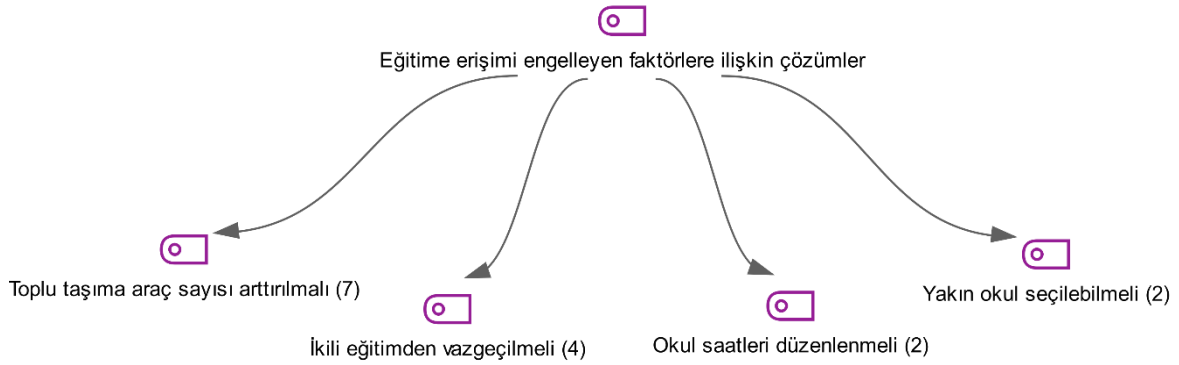 Eğitime erişimi engelleyen faktörlere ilişkin çözümler
Toplu taşıma araç sayısı arttırılmalı (7)
İkili eğitimden vazgeçilmeli (4)
Okul saatleri düzenlenmeli (2)
Yakın okul seçilebilmeli (2)